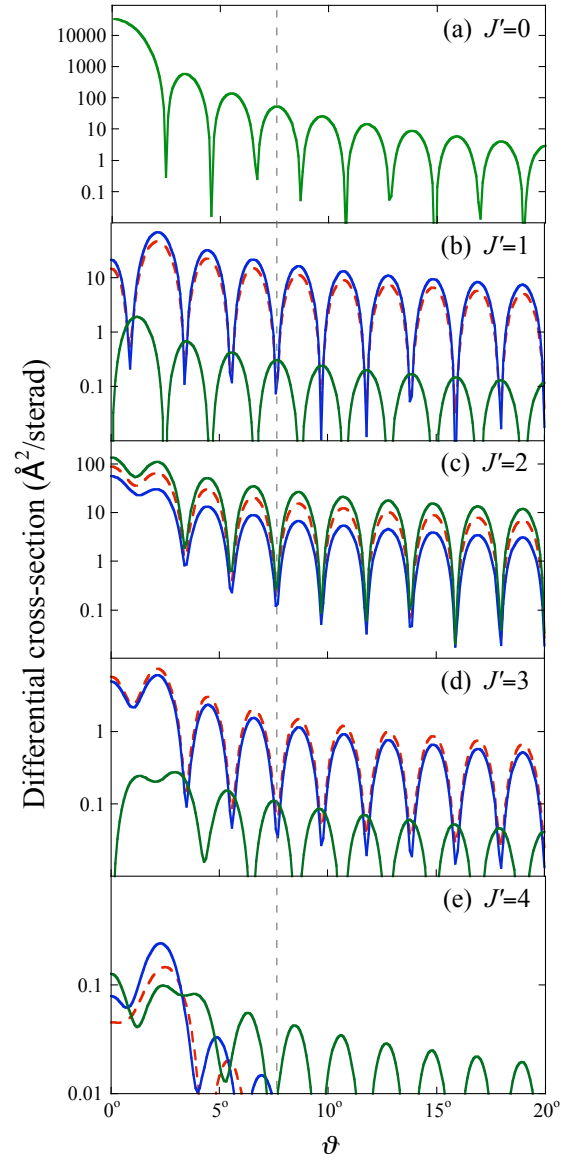 (a) J′=0
10000
1000
100
10
1
0.1
(b) J′=1
10
1
0.1
(c) J′=2
100
10
1
0.1
(d) J′=3
1
0.1
(e) J′=4
0.1
0.01
Differential cross-section (Å²/sterad)
0° 5° 10° 15° 20°
ϑ